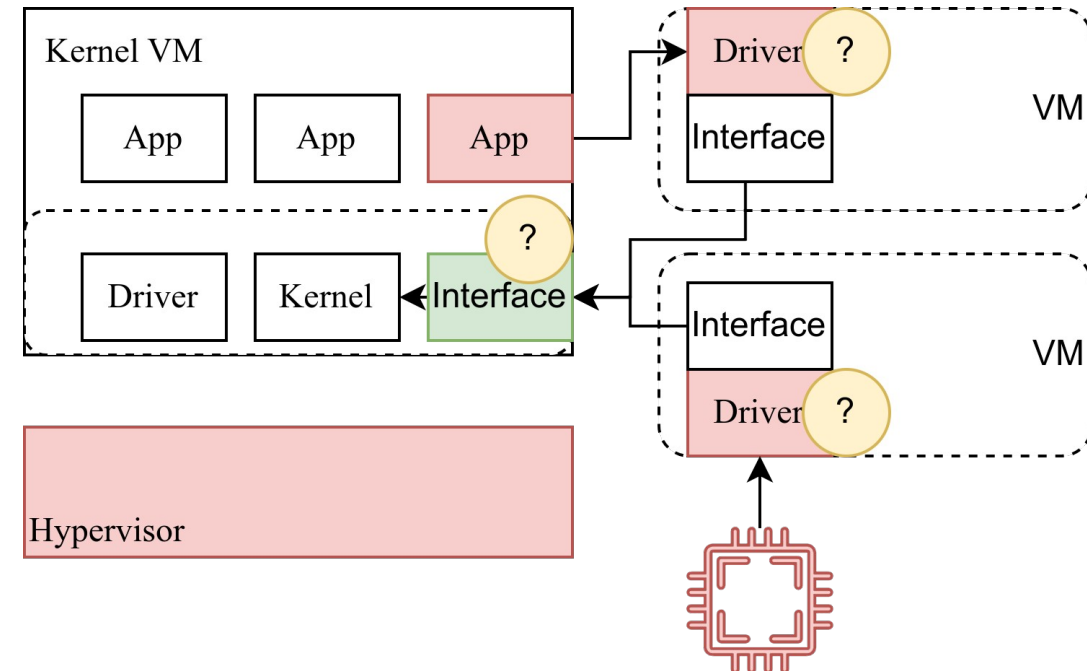 Kernel VM
App
App
App
Driver
?
Interface
VM
?
Driver
Kernel
Interface
Interface
VM
Driver
?
Hypervisor